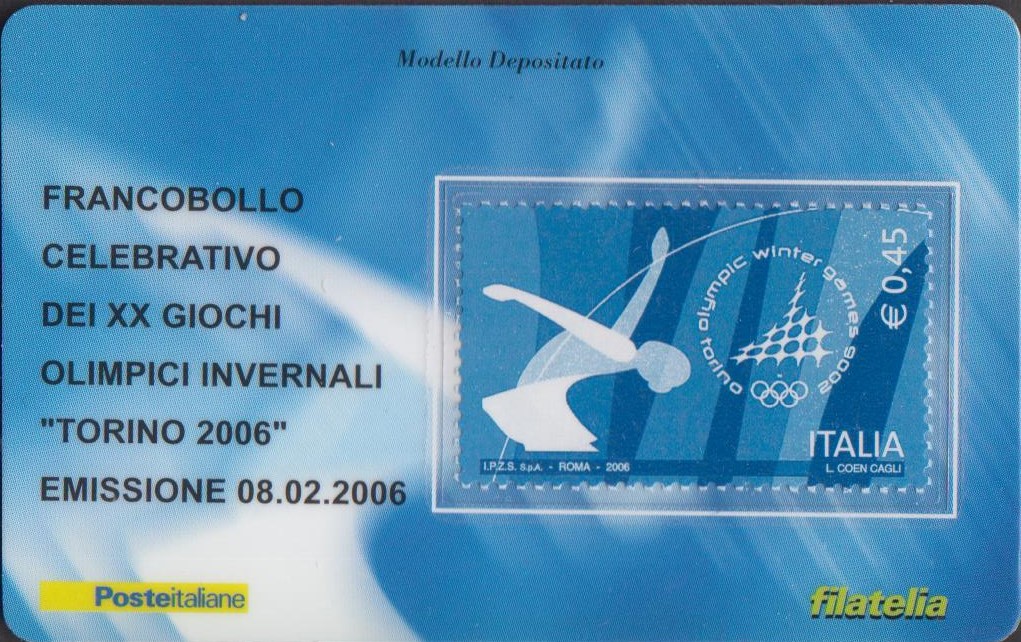 Modello Depositato
FRANCOBOLLO
CELEBRATIVO
DEI XX GIOCHI
OLIMPICI INVERNALI
"TORINO 2006"
EMISSIONE 08.02.2006
torino olympic winter games 2006
€ 0,45
ITALIA
L. COEN CAGLI
I.P.Z.S. S.p.A. - ROMA - 2006
Posteitaliane
filatelia